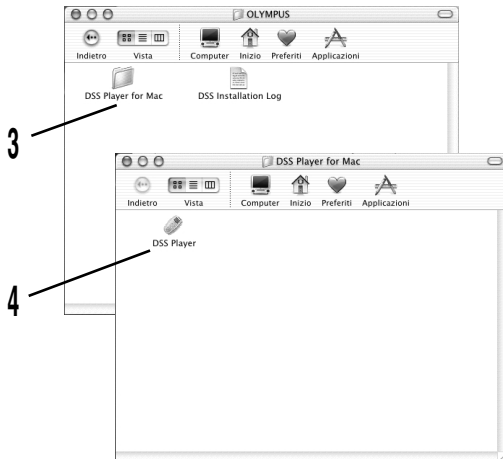 OLYMPUS
Indietro Vista Computer Inizio Preferiti Applicazioni
DSS Player for Mac DSS Installation Log
3
DSS Player for Mac
Indietro Vista Computer Inizio Preferiti Applicazioni
DSS Player
4